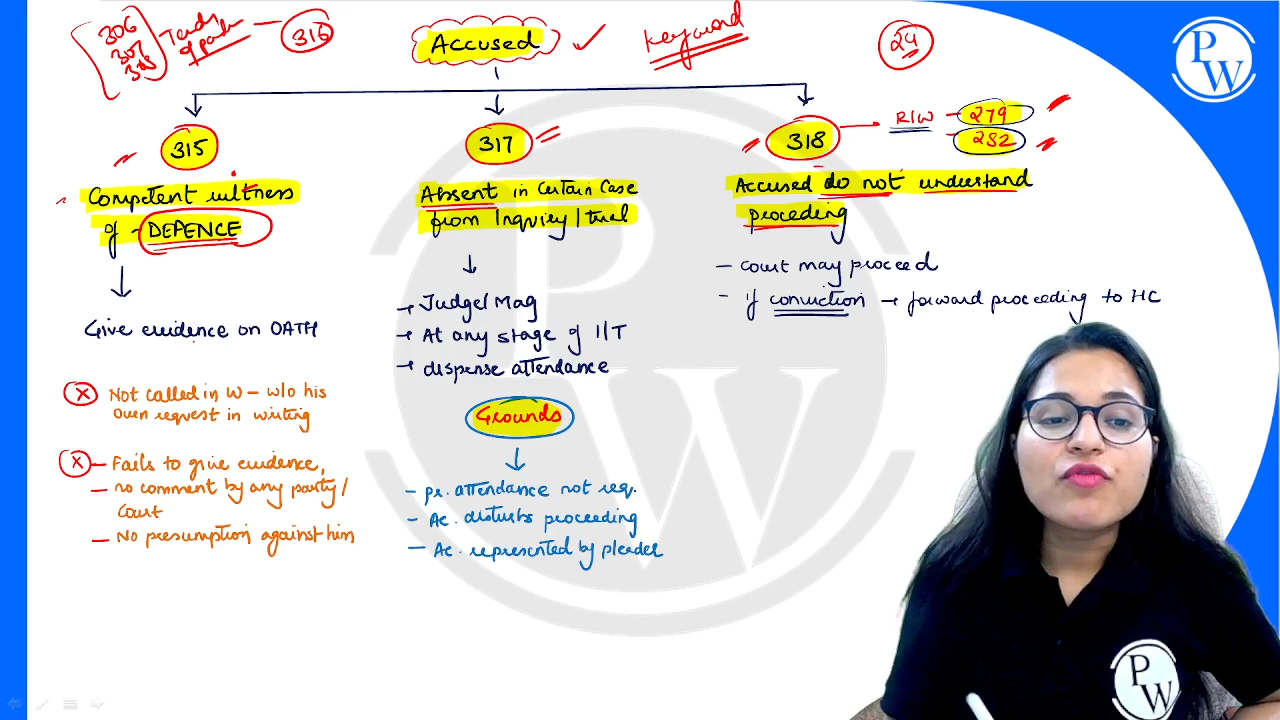 306
307
308
Tender of pardon
316
Accused
Keyword
24
PW
315
317
318
R/W
279
282
Competent witness
of - DEFENCE
Give evidence on OATH
X Not called in W - w/o his
own request in writing
X - Fails to give evidence,
- no comment by any party/
Court
- No presumption against him
Absent in Certain Case
from Inquiry/trial
→ Judge/Mag
→ At any stage of I/T
→ dispense attendance
Grounds
- pr. attendance not req.
- Ac. disturbs proceeding
- Ac. represented by pleader
Accused do not understand
proceding
- Court may proceed
- if conviction → forward proceeding to HC
PW
PW